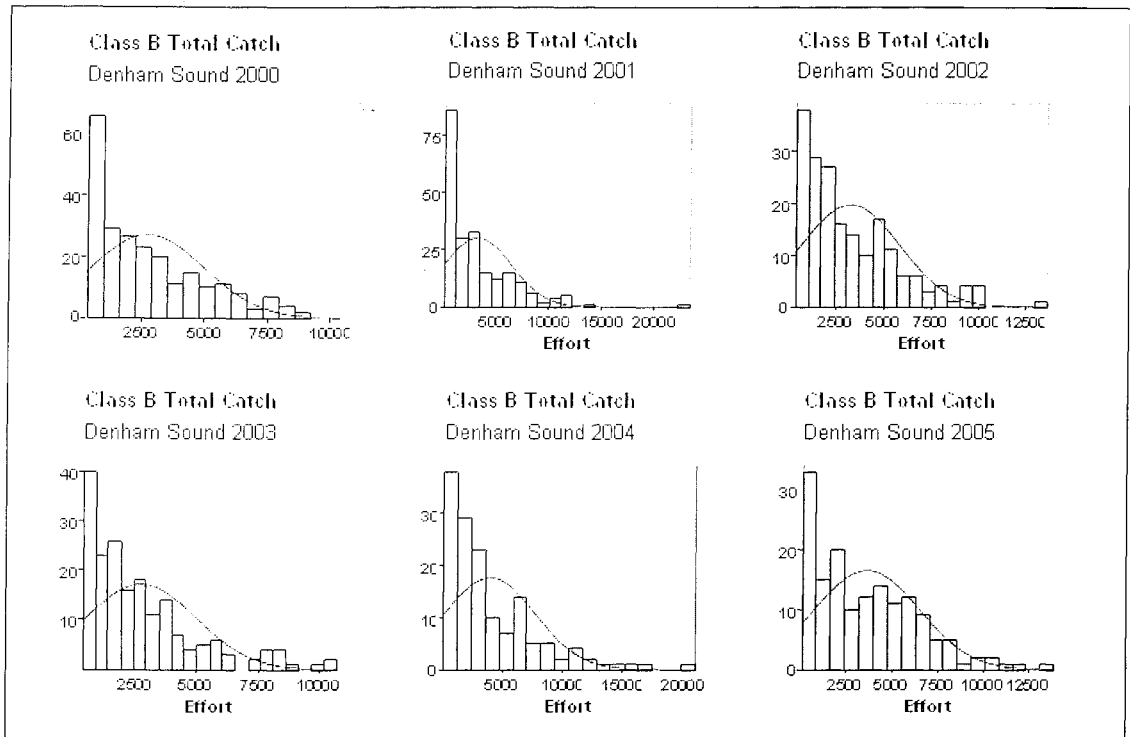 Class B Total Catch
Denham Sound 2000
60
40
20
0
2500
5000
7500
10000
Class B Total Catch
Denham Sound 2001
75
50
25
0
5000
10000
15000
20000
Effort
Class B Total Catch
Denham Sound 2002
30
20
10
0
2500
5000
7500
10000
12500
Effort
Class B Total Catch
Denham Sound 2003
40
30
20
10
2500
5000
7500
10000
Effort
Class B Total Catch
Denham Sound 2004
30
20
10
0
5000
10000
15000
20000
Effort
Class B Total Catch
Denham Sound 2005
30
20
10
0
2500
5000
7500
10000
12500
Effort